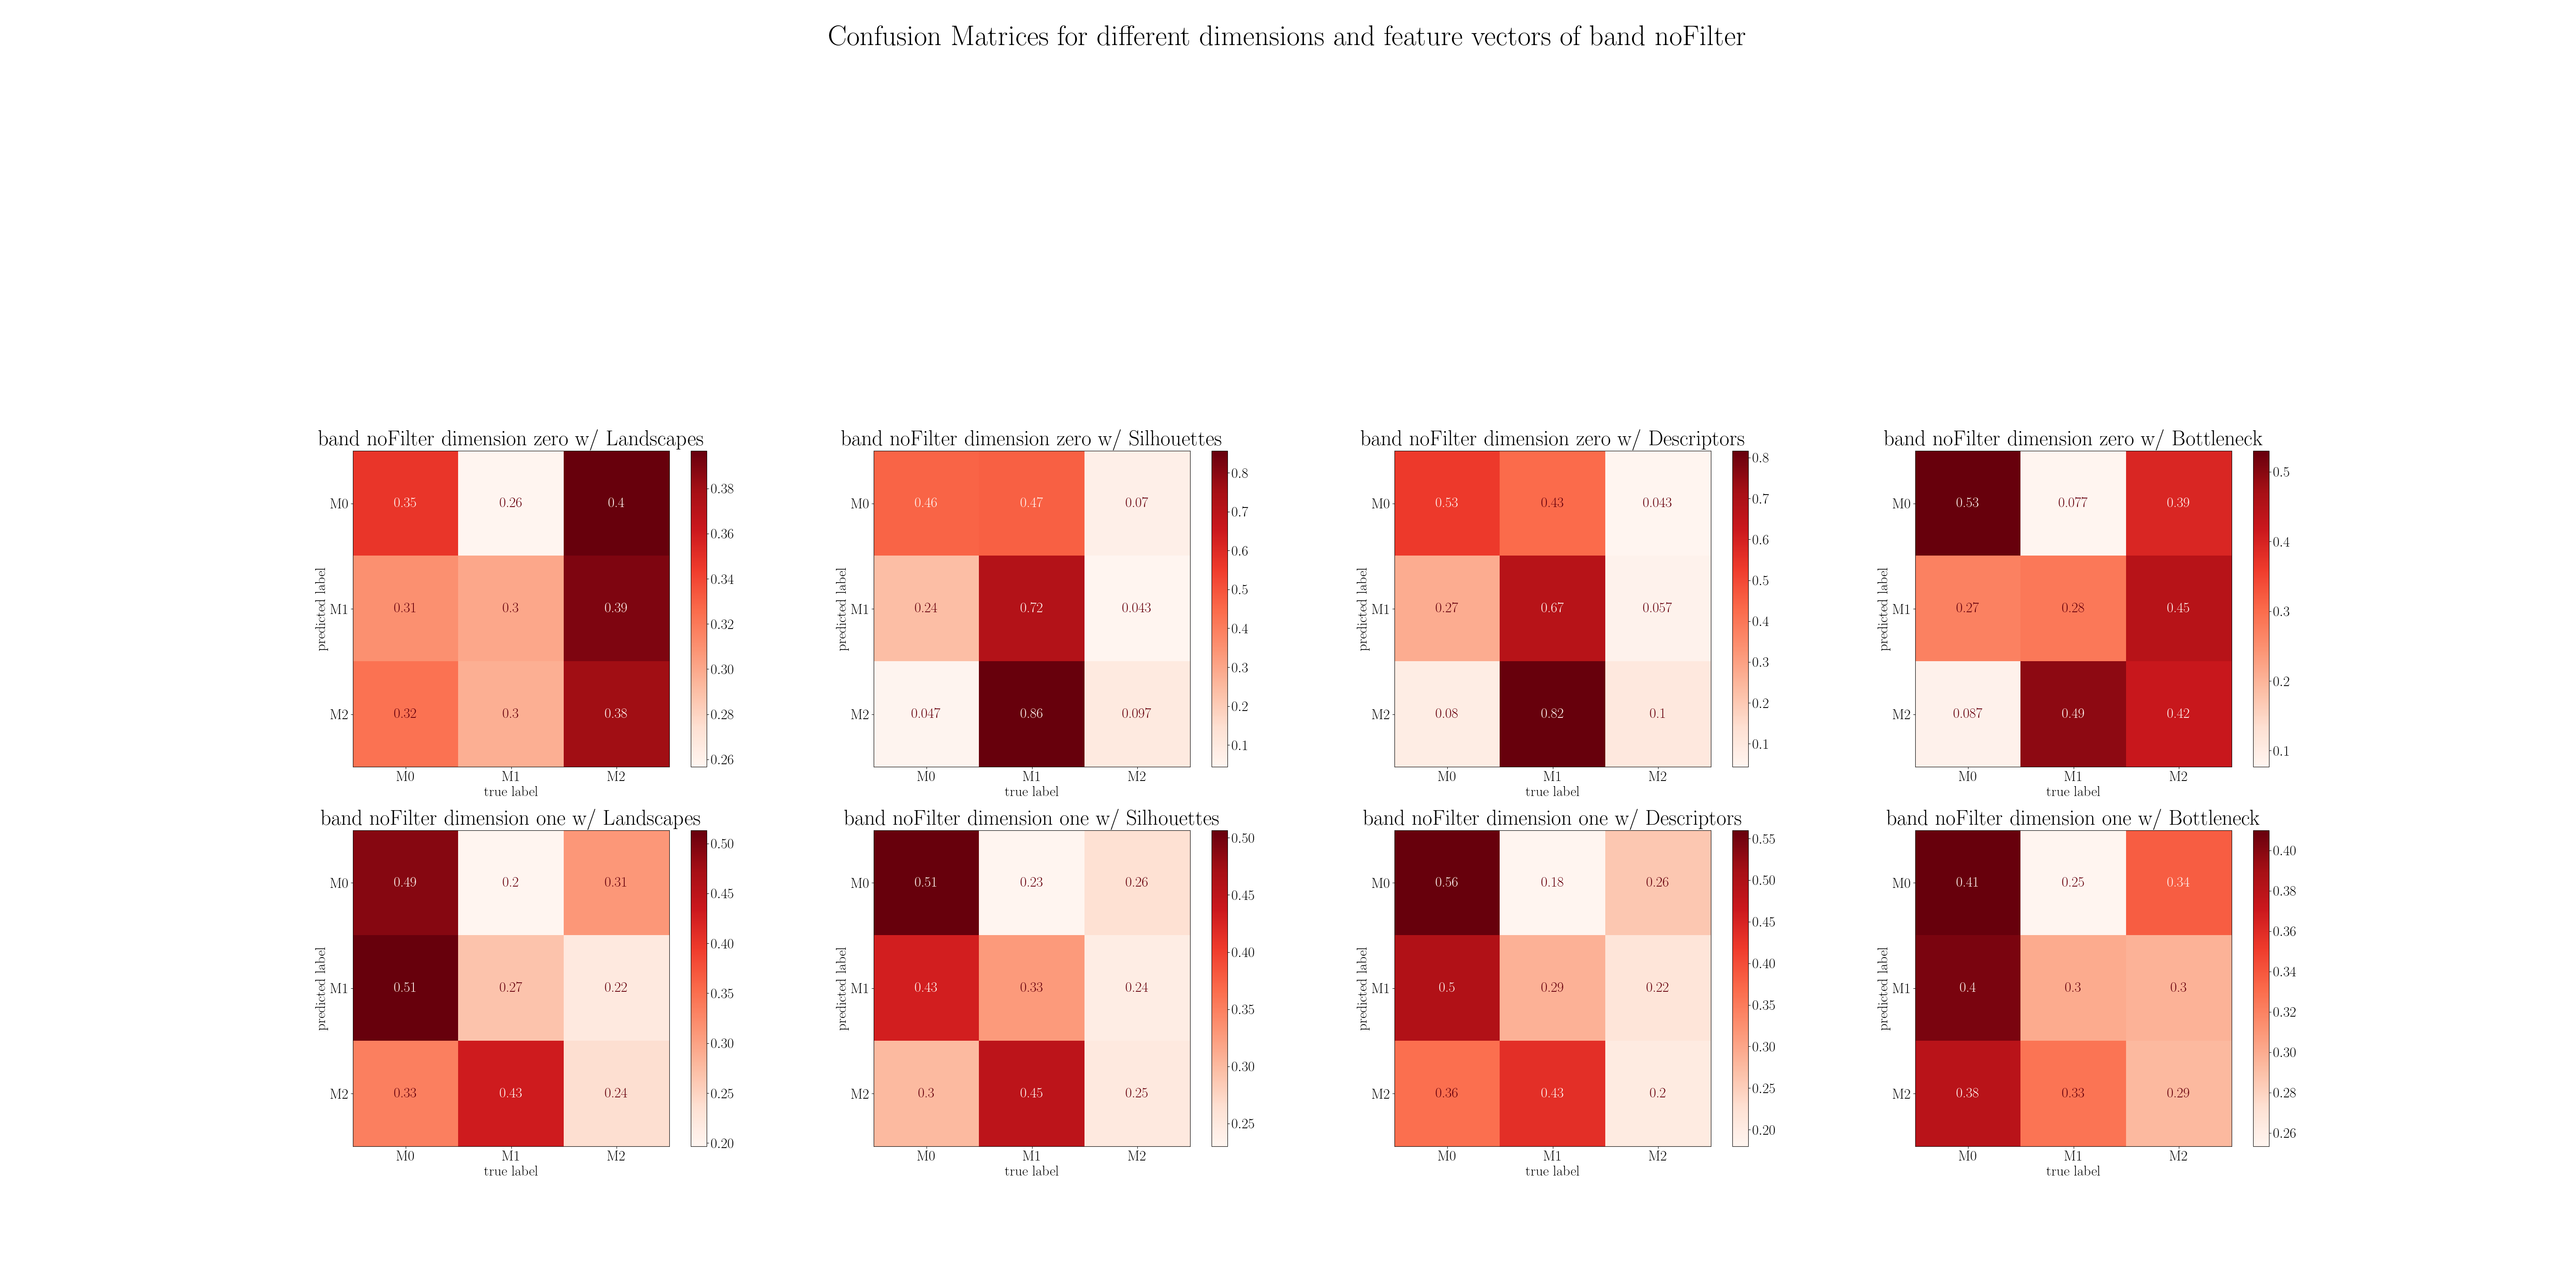 Confusion Matrices for different dimensions and feature vectors of band noFilter
band noFilter dimension zero w/ Landscapes
predicted label
M0 0.35 0.26 0.4
M1 0.31 0.3 0.39
M2 0.32 0.3 0.38
M0 M1 M2
true label
0.38
0.36
0.34
0.32
0.30
0.28
0.26
band noFilter dimension zero w/ Silhouettes
predicted label
M0 0.46 0.47 0.07
M1 0.24 0.72 0.043
M2 0.047 0.86 0.097
M0 M1 M2
true label
0.8
0.7
0.6
0.5
0.4
0.3
0.2
0.1
band noFilter dimension zero w/ Descriptors
predicted label
M0 0.53 0.43 0.043
M1 0.27 0.67 0.057
M2 0.08 0.82 0.1
M0 M1 M2
true label
0.8
0.7
0.6
0.5
0.4
0.3
0.2
0.1
band noFilter dimension zero w/ Bottleneck
predicted label
M0 0.53 0.077 0.39
M1 0.27 0.28 0.45
M2 0.087 0.49 0.42
M0 M1 M2
true label
0.5
0.4
0.3
0.2
0.1
band noFilter dimension one w/ Landscapes
predicted label
M0 0.49 0.2 0.31
M1 0.51 0.27 0.22
M2 0.33 0.43 0.24
M0 M1 M2
true label
0.50
0.45
0.40
0.35
0.30
0.25
0.20
band noFilter dimension one w/ Silhouettes
predicted label
M0 0.51 0.23 0.26
M1 0.43 0.33 0.24
M2 0.3 0.45 0.25
M0 M1 M2
true label
0.50
0.45
0.40
0.35
0.30
0.25
band noFilter dimension one w/ Descriptors
predicted label
M0 0.56 0.18 0.26
M1 0.5 0.29 0.22
M2 0.36 0.43 0.2
M0 M1 M2
true label
0.55
0.50
0.45
0.40
0.35
0.30
0.25
0.20
band noFilter dimension one w/ Bottleneck
predicted label
M0 0.41 0.25 0.34
M1 0.4 0.3 0.3
M2 0.38 0.33 0.29
M0 M1 M2
true label
0.40
0.38
0.36
0.34
0.32
0.30
0.28
0.26